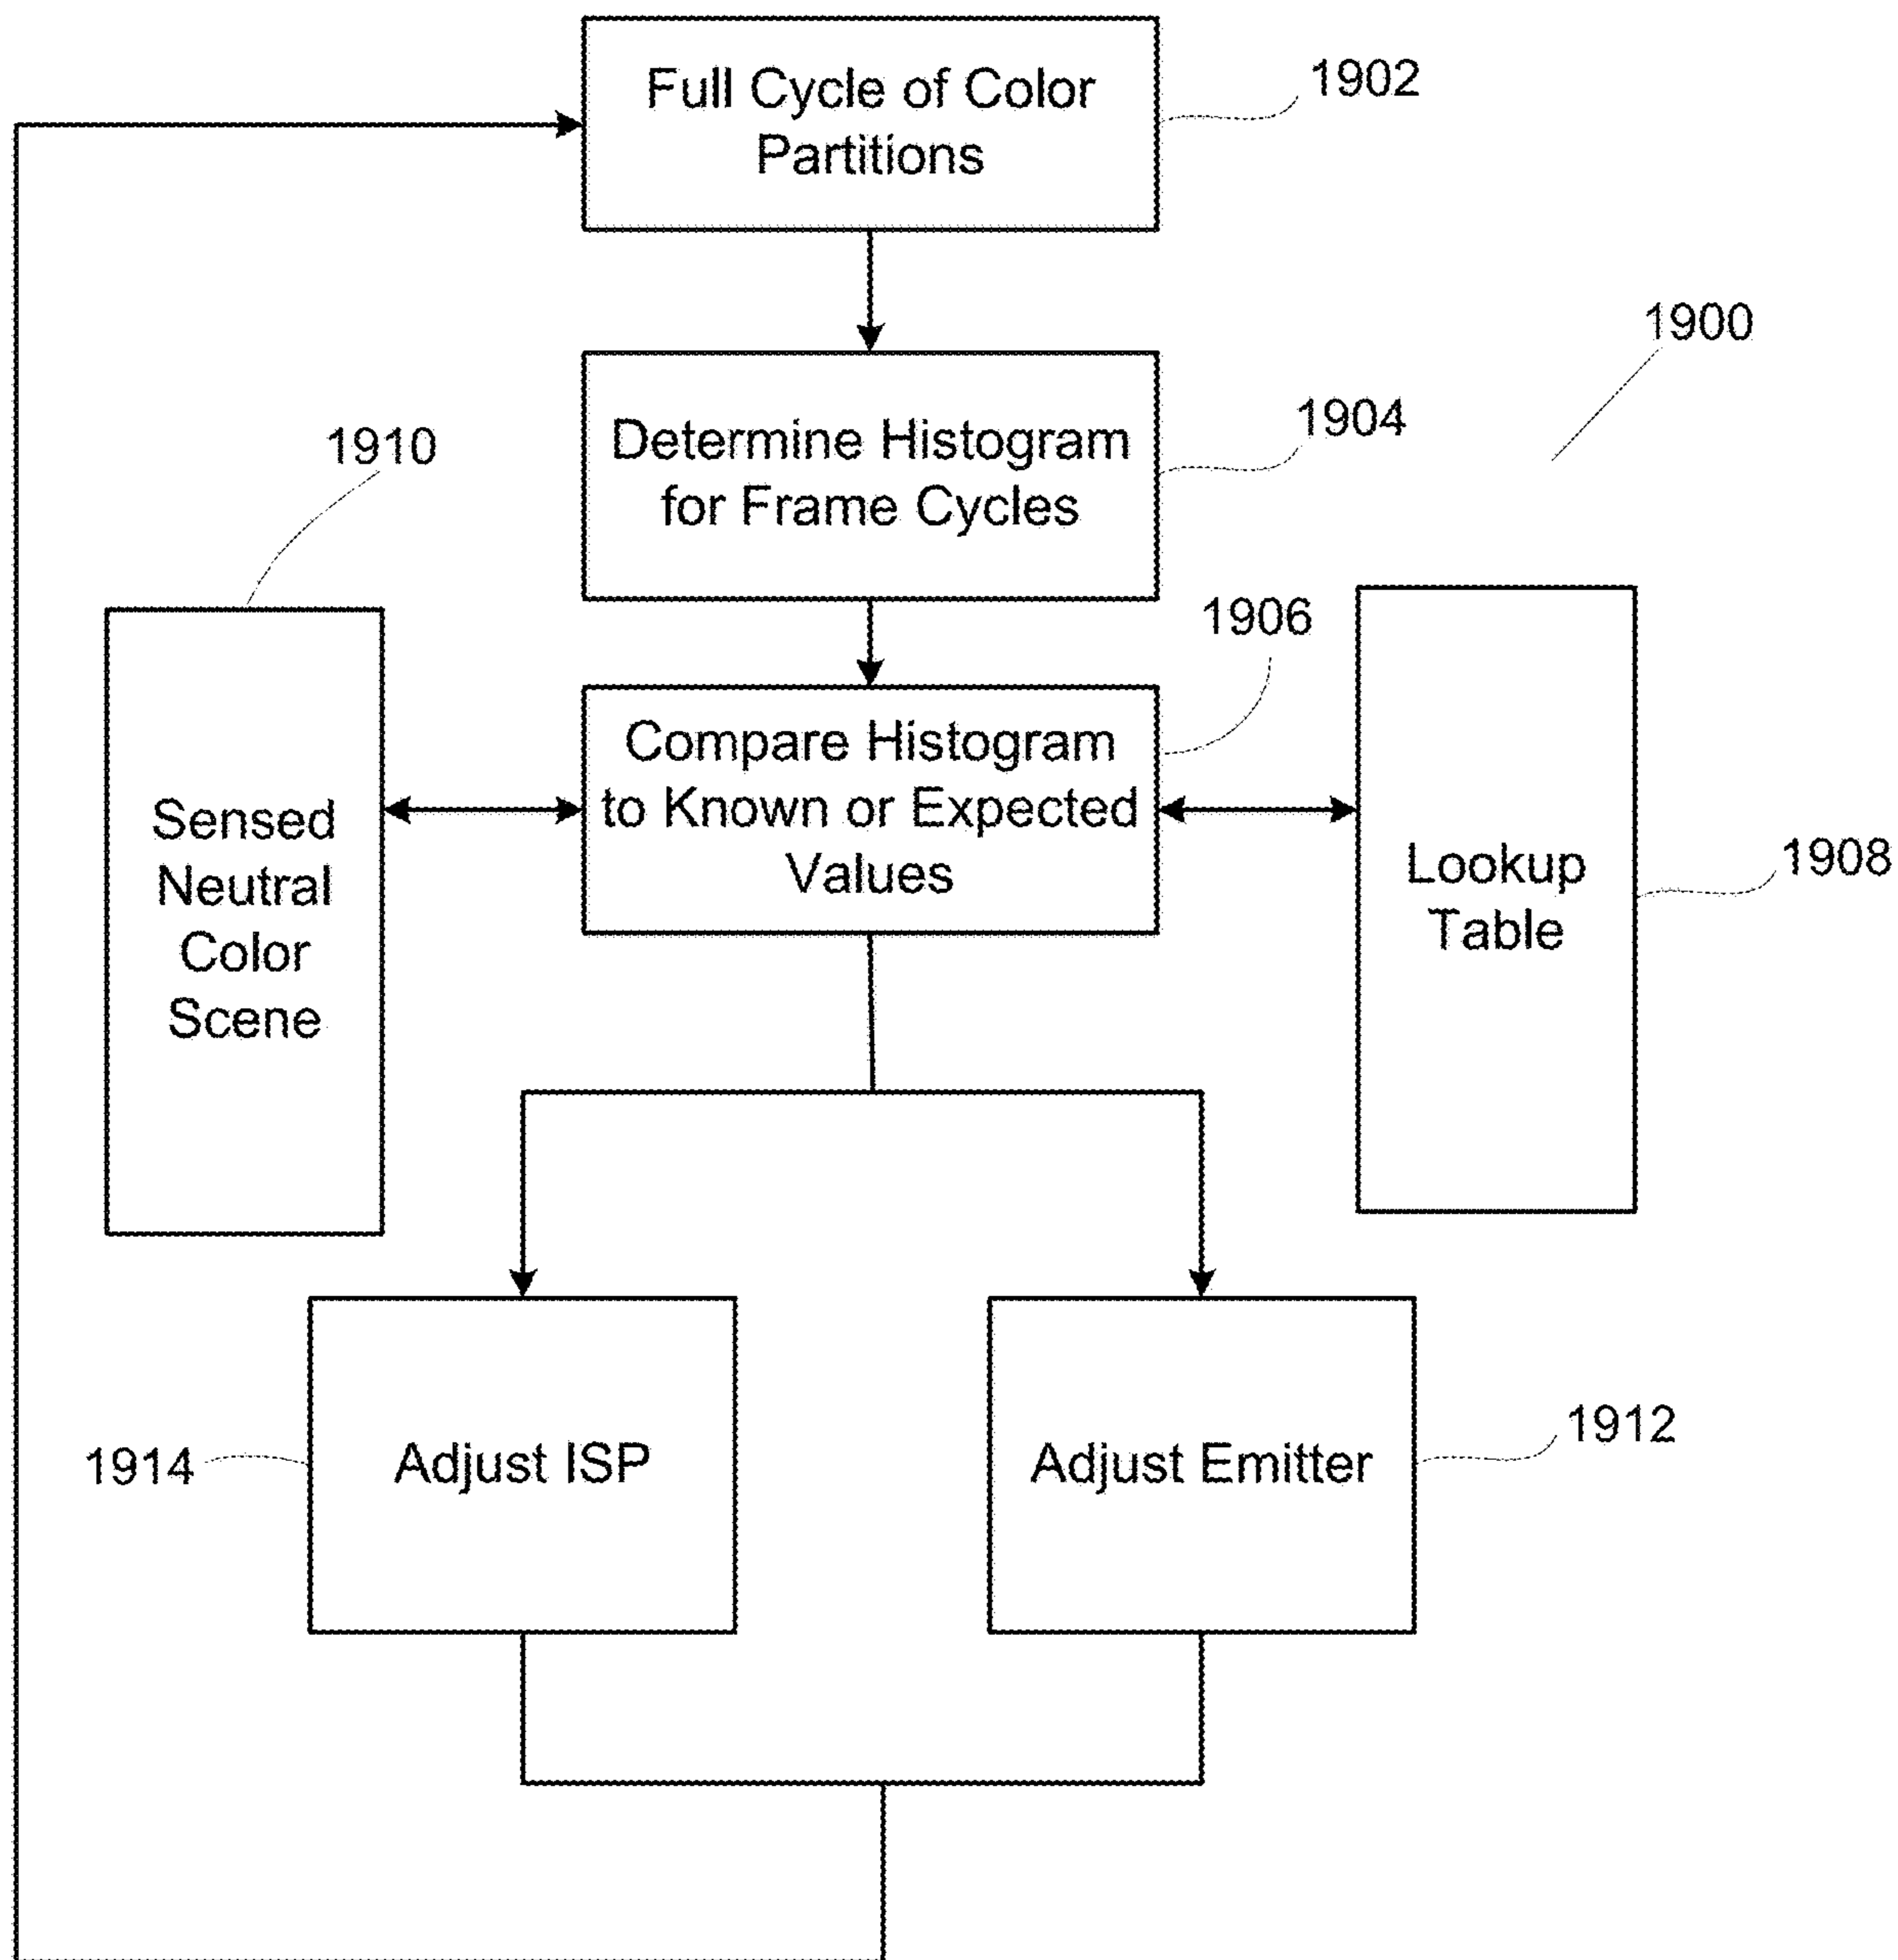 Full Cycle of Color
Partitions
1902
1900
Determine Histogram
for Frame Cycles
1904
1910
1906
Compare Histogram
to Known or Expected
Values
Sensed
Neutral
Color
Scene
Lookup
Table
1908
1914
Adjust ISP
Adjust Emitter
1912